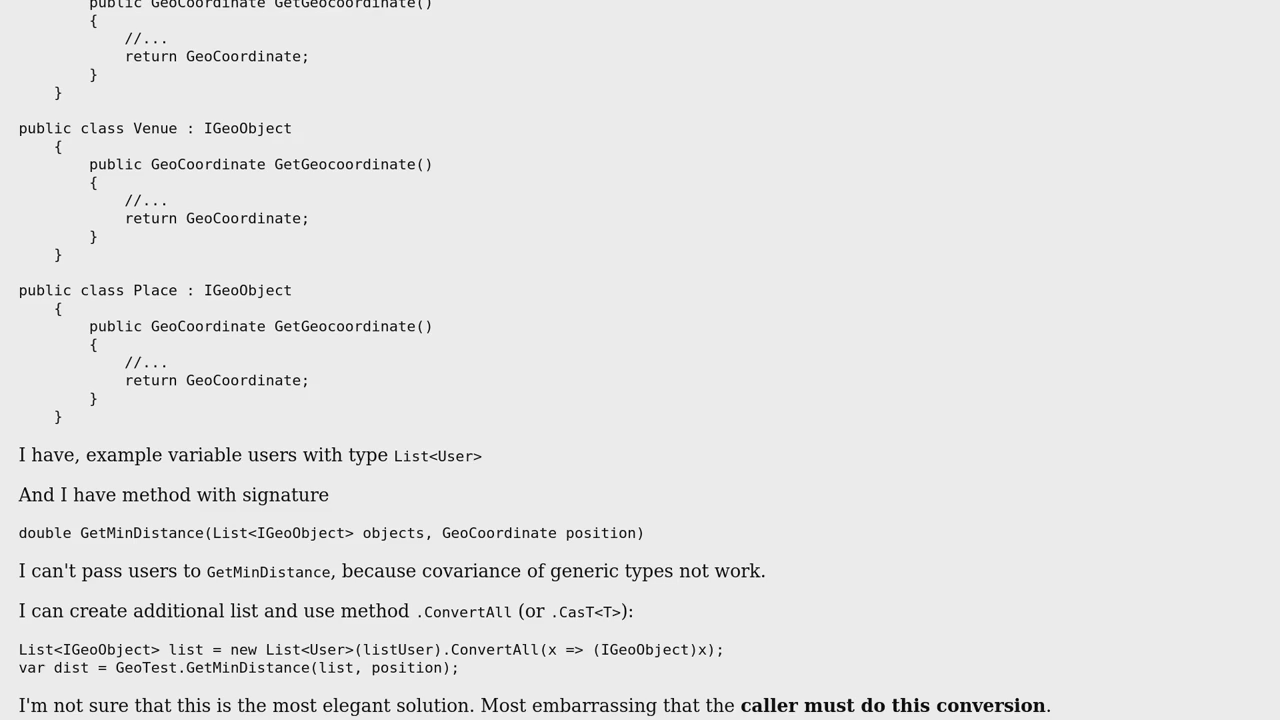 public GeoCoordinate GetGeocoordinate()
{
//...
return GeoCoordinate;
}
}
public class Venue : IGeoObject
{
public GeoCoordinate GetGeocoordinate()
{
//...
return GeoCoordinate;
}
}
public class Place : IGeoObject
{
public GeoCoordinate GetGeocoordinate()
{
//...
return GeoCoordinate;
}
}
I have, example variable users with type List<User>
And I have method with signature
double GetMinDistance(List<IGeoObject> objects, GeoCoordinate position)
I can't pass users to GetMinDistance, because covariance of generic types not work.
I can create additional list and use method .ConvertAll (or .CasT<T>):
List<IGeoObject> list = new List<User>(listUser).ConvertAll(x => (IGeoObject)x);
var dist = GeoTest.GetMinDistance(list, position);
I'm not sure that this is the most elegant solution. Most embarrassing that the caller must do this conversion.